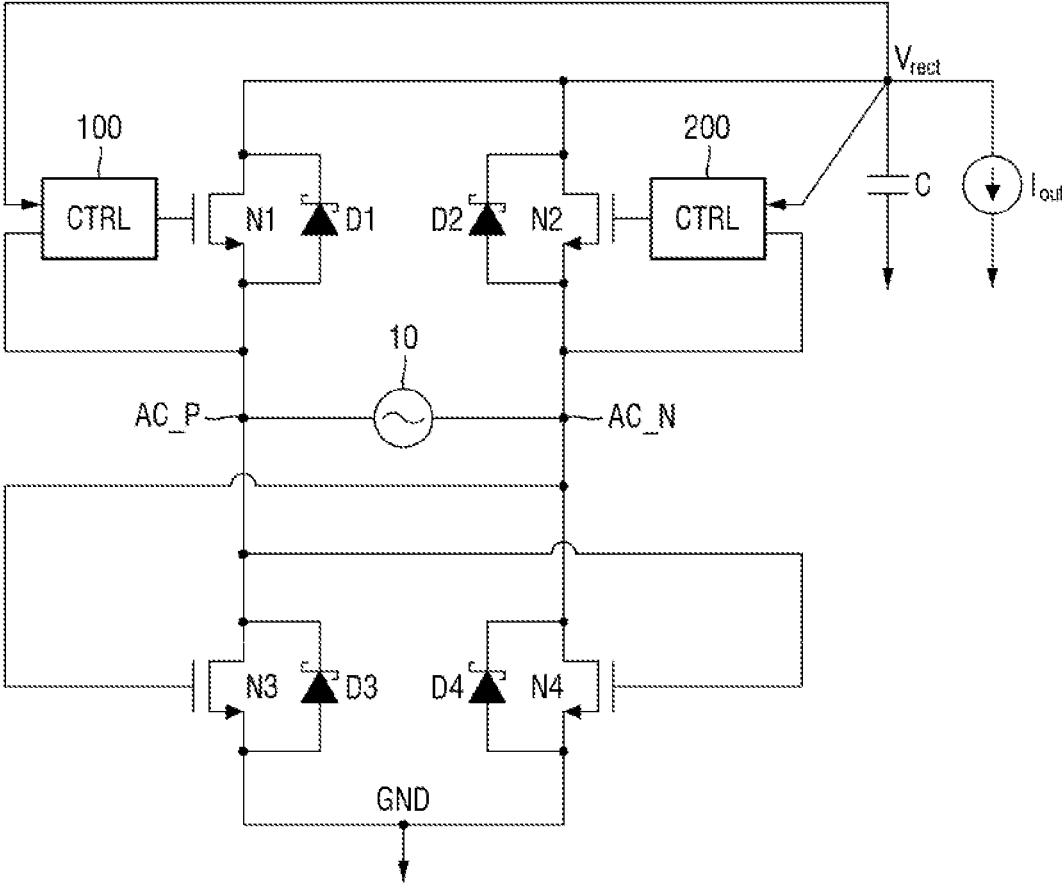 Vrect
100
200
CTRL
N1
D1
D2
N2
CTRL
C
Iout
10
AC_P
AC_N
N3
D3
D4
N4
GND